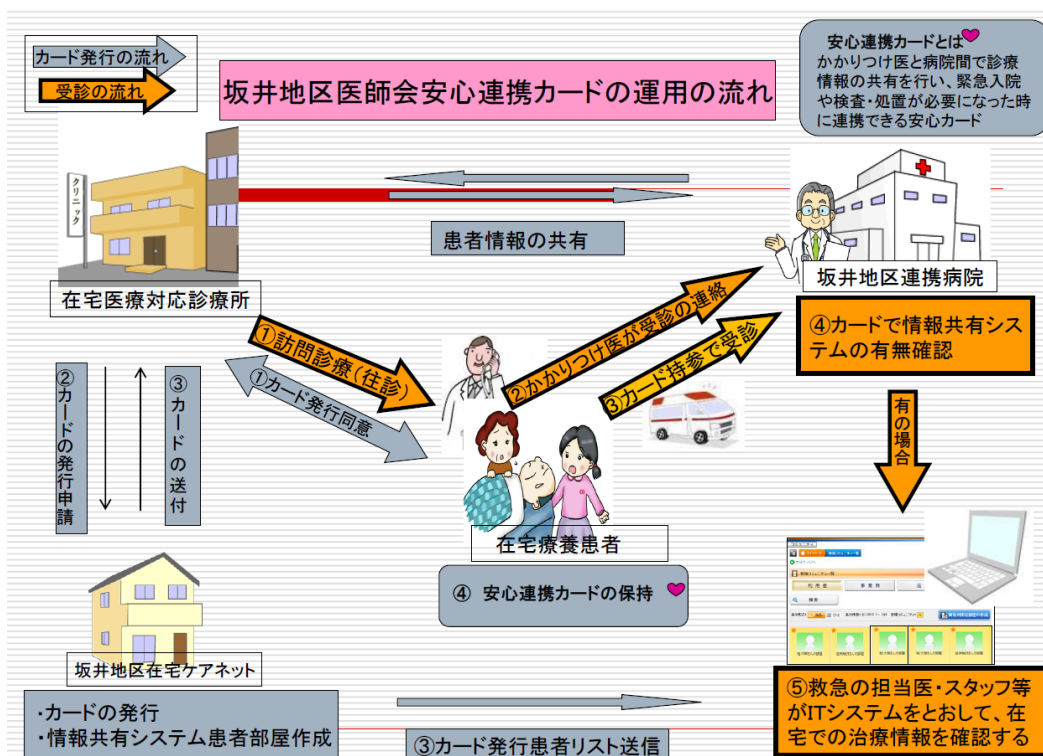 カード発行の流れ
受診の流れ
坂井地区医師会安心連携カードの運用の流れ
安心連携カードとは
かかりつけ医と病院間で診療
情報の共有を行い、緊急入院
や検査・処置が必要になった時
に連携できる安心カード
クリニック
患者情報の共有
在宅医療対応診療所
坂井地区連携病院
①訪問診療(往診)
①カード発行同意
②かかりつけ医が受診の連絡
③カード持参で受診
④カードで情報共有シス
テムの有無確認
②カードの発行申請
③カードの送付
有の場合
在宅療養患者
④ 安心連携カードの保持
坂井地区在宅ケアネット
・カードの発行
・情報共有システム患者部屋作成
③カード発行患者リスト送信
⑤救急の担当医・スタッフ等
がITシステムをとおして、在
宅での治療情報を確認する